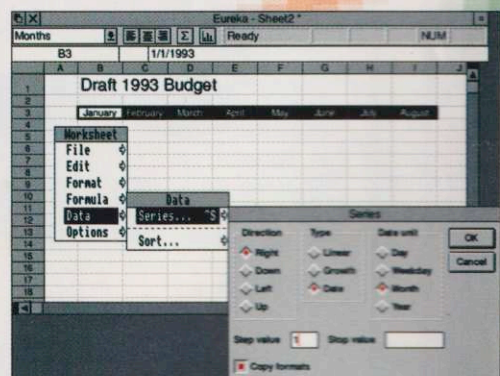 Eureka - Sheet2 *
Months Σ Ready NUM
B3 1/1/1993
A B C D E F G H I J
1 Draft 1993 Budget
2
3 January February March April May June July August
4
5 Worksheet
6 File
7 Edit
8 Format
9 Formula
10 Data
11 Data Series... ^S
12 Options
13 Sort...
14
15
16
17
18
Series
Direction Type Date unit OK
Right Linear Day Cancel
Down Growth Weekday
Left Date Month
Up Year
Step value 1 Stop value
Copy formats